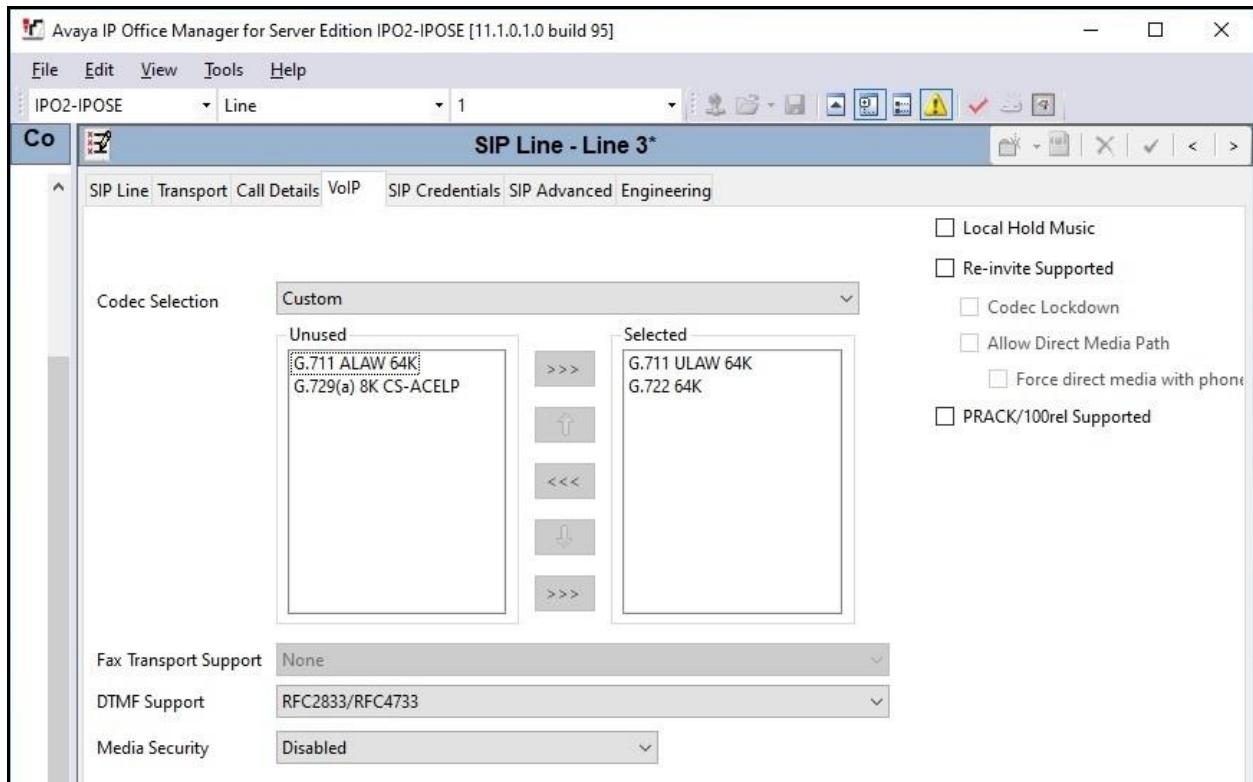 Avaya IP Office Manager for Server Edition IPO2-IPOSE [11.1.0.1.0 build 95]
File Edit View Tools Help
IPO2-IPOSE Line 1
Co
SIP Line - Line 3*
SIP Line Transport Call Details VoIP SIP Credentials SIP Advanced Engineering
Local Hold Music
Re-invite Supported
Codec Selection Custom
Codec Lockdown
Unused
Selected
Allow Direct Media Path
G.711 ALAW 64K
G.729(a) 8K CS-ACELP
>>>
<<<
>>>
G.711 ULAW 64K
G.722 64K
Force direct media with phone
PRACK/100rel Supported
Fax Transport Support None
DTMF Support RFC2833/RFC4733
Media Security Disabled